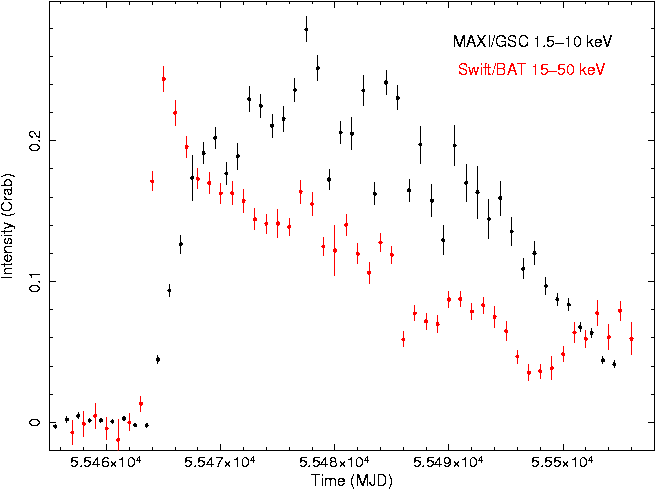 MAXI/GSC 1.5–10 keV
Swift/BAT 15–50 keV
0.2
0.1
0
Intensity (Crab)
5.546×10⁴ 5.547×10⁴ 5.548×10⁴ 5.549×10⁴ 5.55×10⁴
Time (MJD)